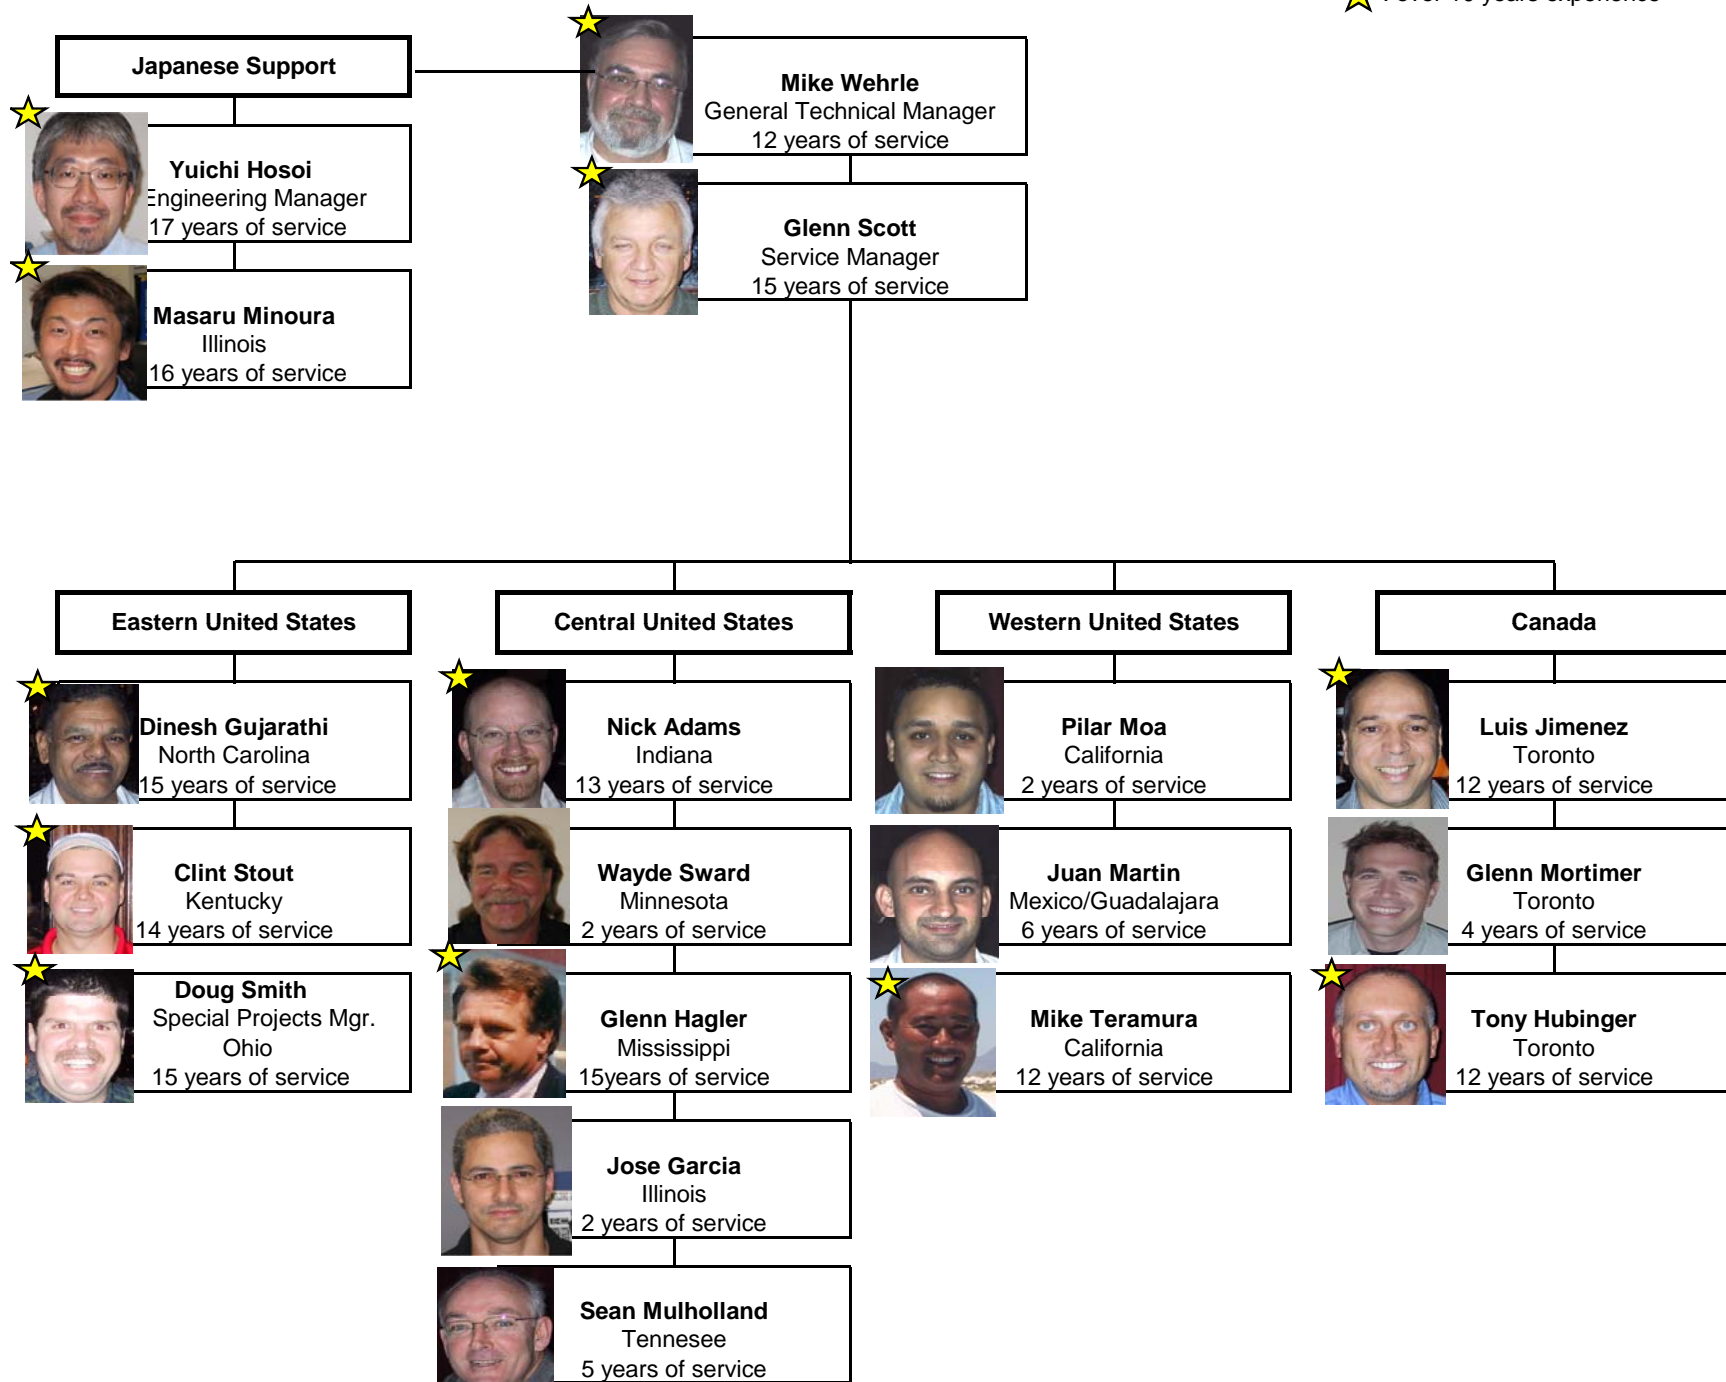 : over 10 years experience
Japanese Support
Mike Wehrle
General Technical Manager
12 years of service
Yuichi Hosoi
Engineering Manager
17 years of service
Glenn Scott
Service Manager
15 years of service
Masaru Minoura
Illinois
16 years of service
Eastern United States
Central United States
Western United States
Canada
Dinesh Gujarathi
North Carolina
15 years of service
Nick Adams
Indiana
13 years of service
Pilar Moa
California
2 years of service
Luis Jimenez
Toronto
12 years of service
Clint Stout
Kentucky
14 years of service
Wayde Sward
Minnesota
2 years of service
Juan Martin
Mexico/Guadalajara
6 years of service
Glenn Mortimer
Toronto
4 years of service
Doug Smith
Special Projects Mgr.
Ohio
15 years of service
Glenn Hagler
Mississippi
15years of service
Mike Teramura
California
12 years of service
Tony Hubinger
Toronto
12 years of service
Jose Garcia
Illinois
2 years of service
Sean Mulholland
Tennesee
5 years of service